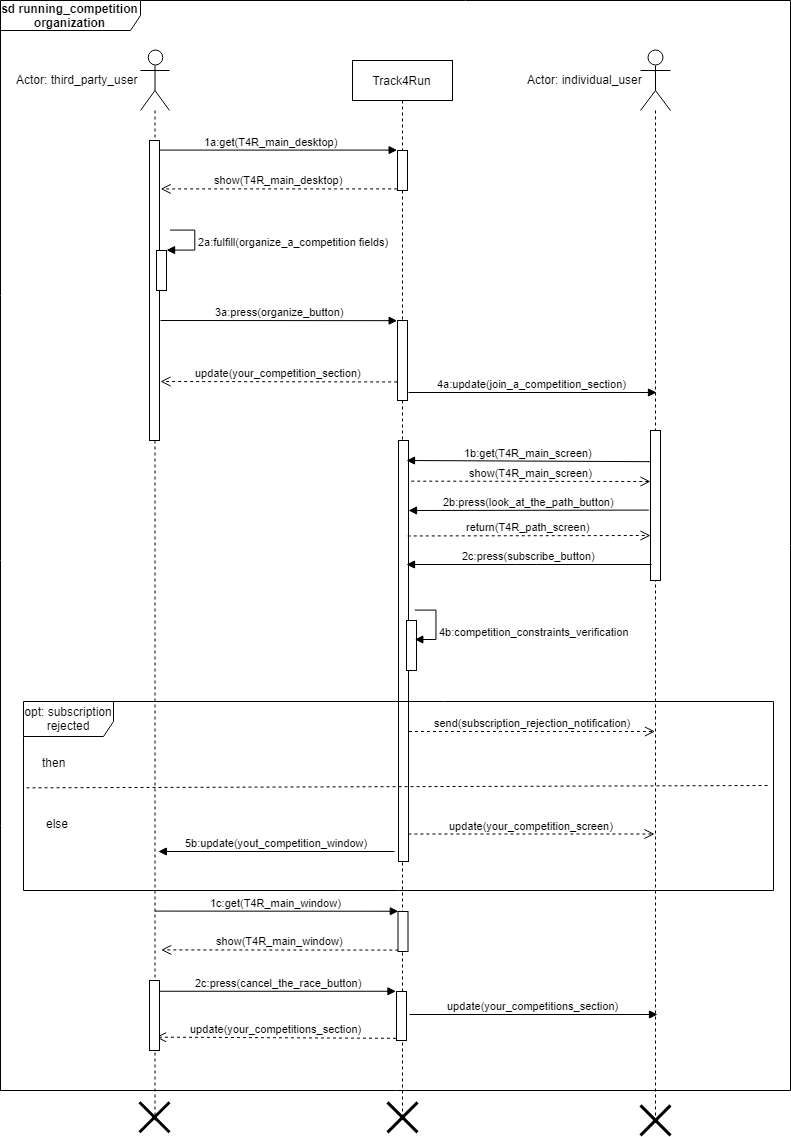 sd running_competition
organization
Actor: third_party_user
Track4Run
Actor: individual_user
1a:get(T4R_main_desktop)
show(T4R_main_desktop)
2a:fulfill(organize_a_competition fields)
3a:press(organize_button)
update(your_competition_section)
4a:update(join_a_competition_section)
1b:get(T4R_main_screen)
show(T4R_main_screen)
2b:press(look_at_the_path_button)
return(T4R_path_screen)
2c:press(subscribe_button)
4b:competition_constraints_verification
opt: subscription
rejected
send(subscription_rejection_notification)
then
else
update(your_competition_screen)
5b:update(yout_competition_window)
1c:get(T4R_main_window)
show(T4R_main_window)
2c:press(cancel_the_race_button)
update(your_competitions_section)
update(your_competitions_section)